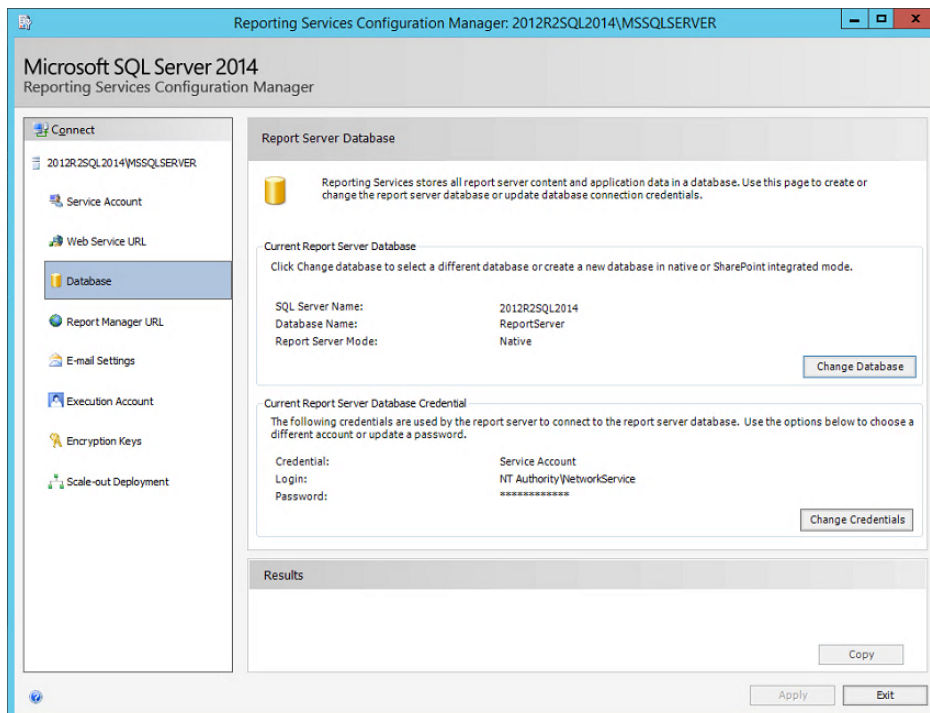 Reporting Services Configuration Manager: 2012R2SQL2014\MSSQLSERVER
Microsoft SQL Server 2014
Reporting Services Configuration Manager
Connect
2012R2SQL2014\MSSQLSERVER
Service Account
Web Service URL
Database
Report Manager URL
E-mail Settings
Execution Account
Encryption Keys
Scale-out Deployment
Report Server Database
Reporting Services stores all report server content and application data in a database. Use this page to create or
change the report server database or update database connection credentials.
Current Report Server Database
Click Change database to select a different database or create a new database in native or SharePoint integrated mode.
SQL Server Name: 2012R2SQL2014
Database Name: ReportServer
Report Server Mode: Native
Change Database
Current Report Server Database Credential
The following credentials are used by the report server to connect to the report server database. Use the options below to choose a
different account or update a password.
Credential: Service Account
Login: NT Authority\NetworkService
Password: ************
Change Credentials
Results
Copy
Apply
Exit